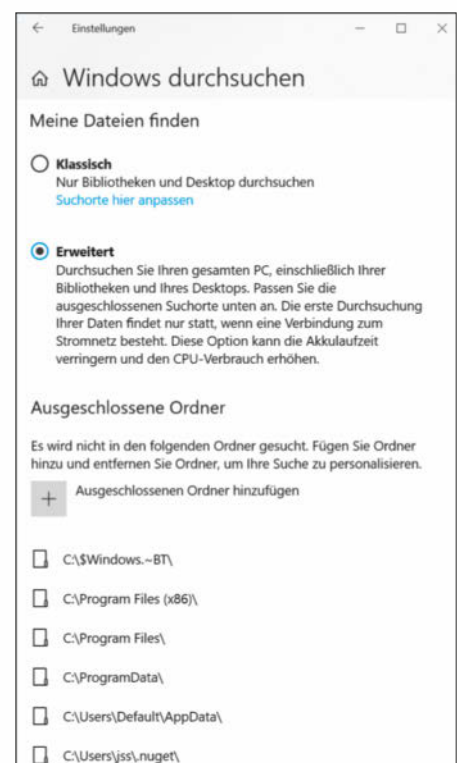 Einstellungen
Windows durchsuchen
Meine Dateien finden
Klassisch
Nur Bibliotheken und Desktop durchsuchen
Suchorte hier anpassen
Erweitert
Durchsuchen Sie Ihren gesamten PC, einschließlich Ihrer
Bibliotheken und Ihres Desktops. Passen Sie die
ausgeschlossenen Suchorte unten an. Die erste Durchsuchung
Ihrer Daten findet nur statt, wenn eine Verbindung zum
Stromnetz besteht. Diese Option kann die Akkulaufzeit
verringern und den CPU-Verbrauch erhöhen.
Ausgeschlossene Ordner
Es wird nicht in den folgenden Ordner gesucht. Fügen Sie Ordner
hinzu und entfernen Sie Ordner, um Ihre Suche zu personalisieren.
Ausgeschlossenen Ordner hinzufügen
C:\$Windows.~BT\
C:\Program Files (x86)\
C:\Program Files\
C:\ProgramData\
C:\Users\Default\AppData\
C:\Users\jss\.nuget\